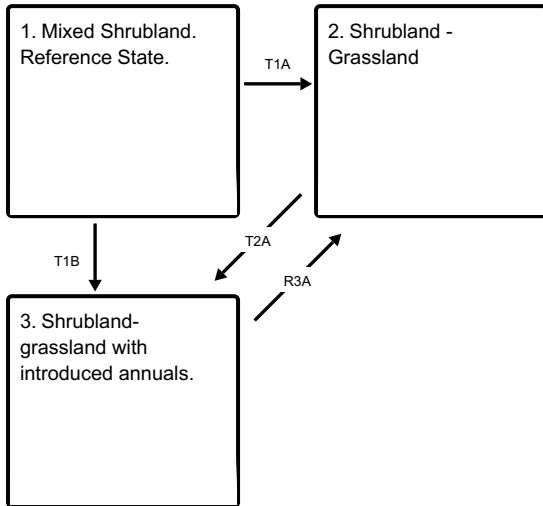 1. Mixed Shrubland.
Reference State.
T1A
2. Shrubland -
Grassland
T1B
T2A
R3A
3. Shrubland-
grassland with
introduced annuals.